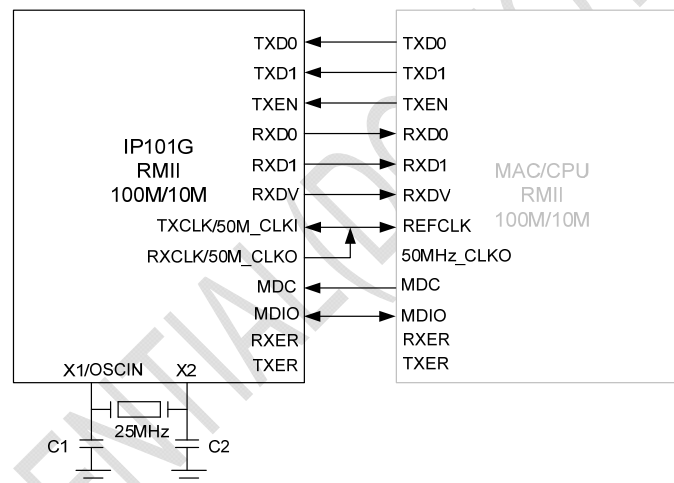 TXD0 TXD0
TXD1 TXD1
TXEN TXEN
RXD0 RXD0
IP101G
RMII
100M/10M
RXD1 RXD1
MAC/CPU
RMII
100M/10M
RXDV RXDV
TXCLK/50M_CLKI REFCLK
RXCLK/50M_CLKO 50MHz_CLKO
MDC MDC
MDIO MDIO
RXER RXER
TXER TXER
X1/OSCIN X2
25MHz
C1 C2